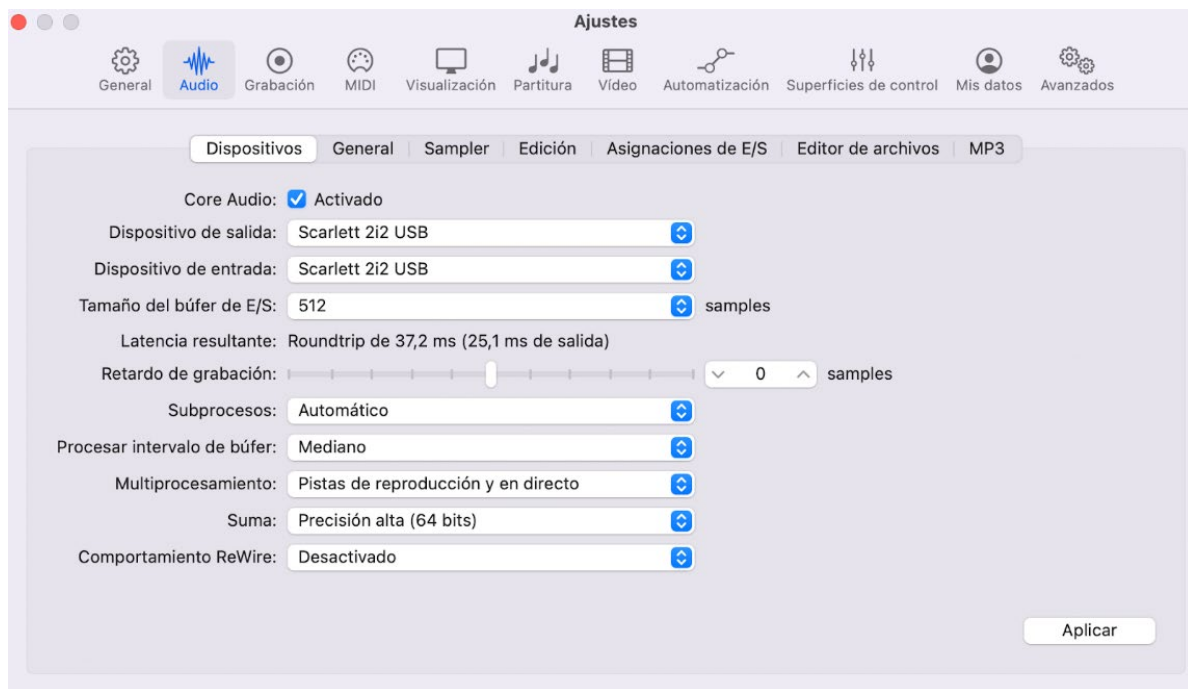 Ajustes
General Audio Grabación MIDI Visualización Partitura Vídeo Automatización Superficies de control Mis datos Avanzados
Dispositivos General Sampler Edición Asignaciones de E/S Editor de archivos MP3
Core Audio: Activado
Dispositivo de salida: Scarlett 2i2 USB
Dispositivo de entrada: Scarlett 2i2 USB
Tamaño del búfer de E/S: 512 samples
Latencia resultante: Roundtrip de 37,2 ms (25,1 ms de salida)
Retardo de grabación: 0 samples
Subprocesos: Automático
Procesar intervalo de búfer: Mediano
Multiprocesamiento: Pistas de reproducción y en directo
Suma: Precisión alta (64 bits)
Comportamiento ReWire: Desactivado
Aplicar